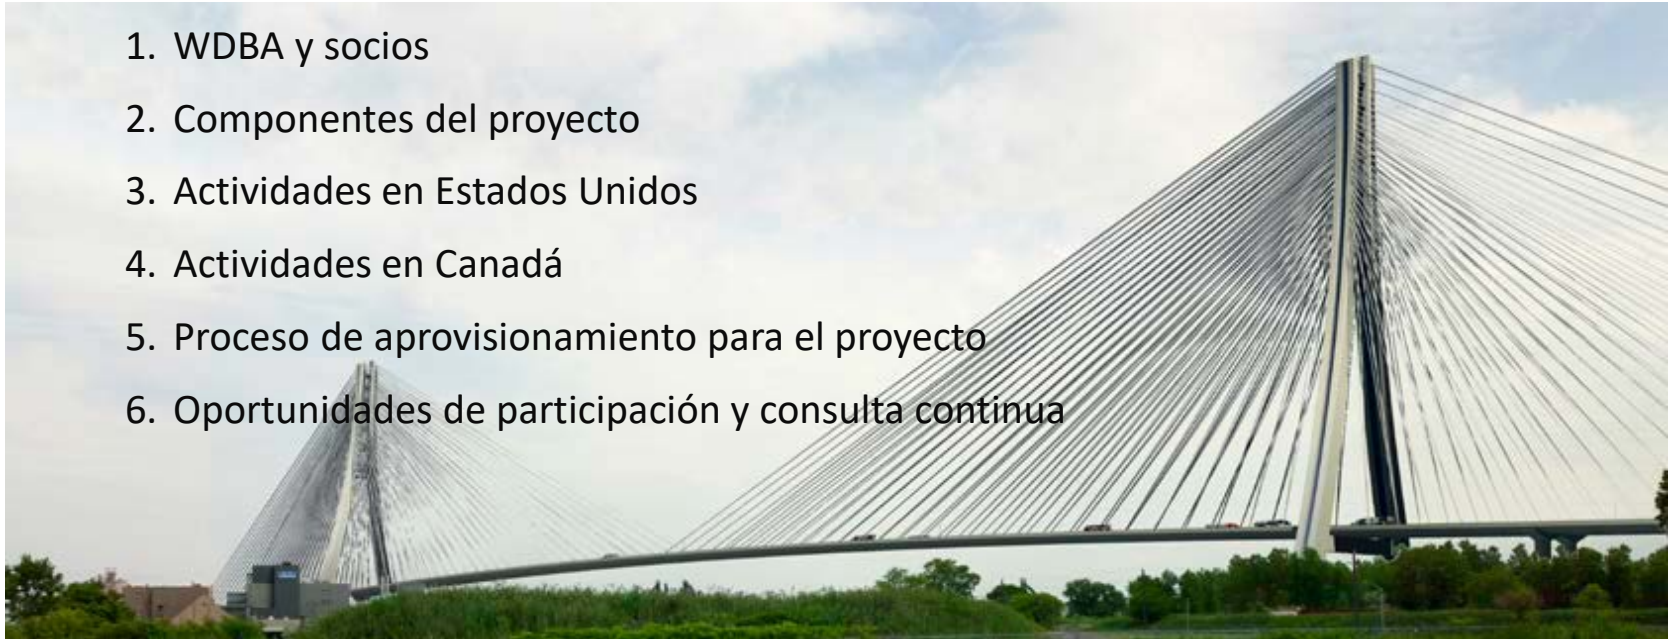 1. WDBA y socios
2. Componentes del proyecto
3. Actividades en Estados Unidos
4. Actividades en Canadá
5. Proceso de aprovisionamiento para el proyecto
6. Oportunidades de participación y consulta continua